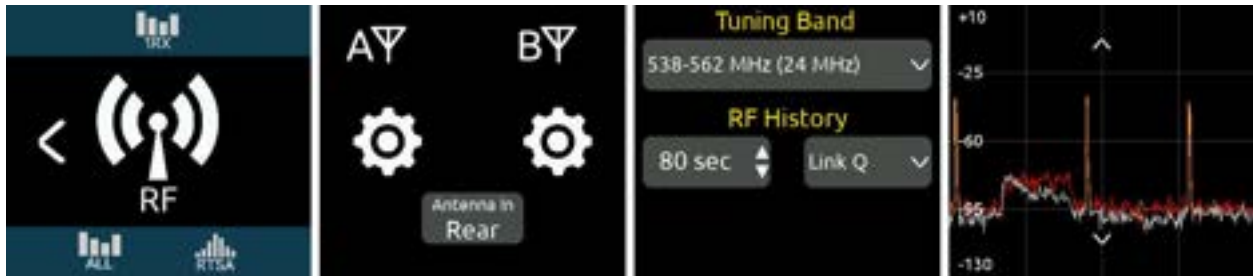 1RX
RF
ALL RTSA
A B
Antenna In
Rear
Tuning Band
538-562 MHz (24 MHz)
RF History
80 sec Link Q
+10
-25
-60
-95
-130